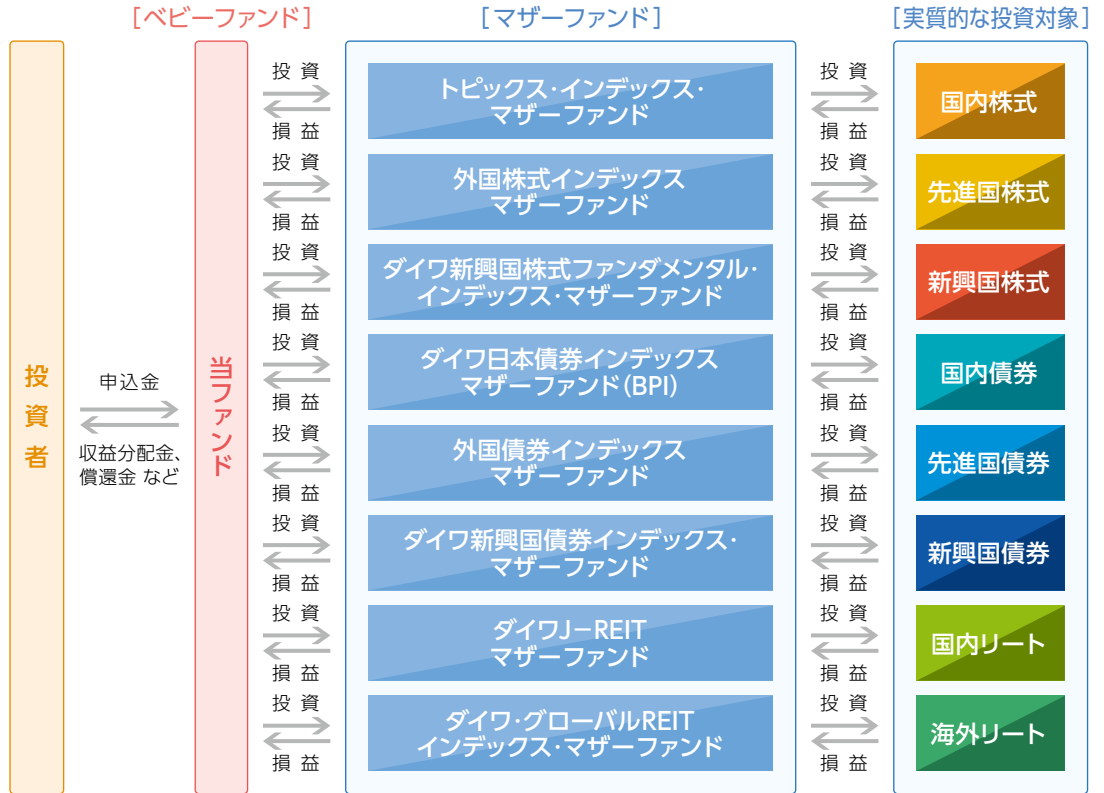 [ベビーファンド]
[マザーファンド]
[実質的な投資対象]
投資者
申込金
収益分配金、
償還金 など
当ファンド
投 資
損 益
トピックス･インデックス･
マザーファンド
投 資
損 益
国内株式
投 資
損 益
外国株式インデックス
マザーファンド
投 資
損 益
先進国株式
投 資
損 益
ダイワ新興国株式ファンダメンタル･
インデックス･マザーファンド
投 資
損 益
新興国株式
投 資
損 益
ダイワ日本債券インデックス
マザーファンド(BPI)
投 資
損 益
国内債券
投 資
損 益
外国債券インデックス
マザーファンド
投 資
損 益
先進国債券
投 資
損 益
ダイワ新興国債券インデックス･
マザーファンド
投 資
損 益
新興国債券
投 資
損 益
ダイワJ－REIT
マザーファンド
投 資
損 益
国内リート
投 資
損 益
ダイワ･グローバルREIT
インデックス･マザーファンド
投 資
損 益
海外リート